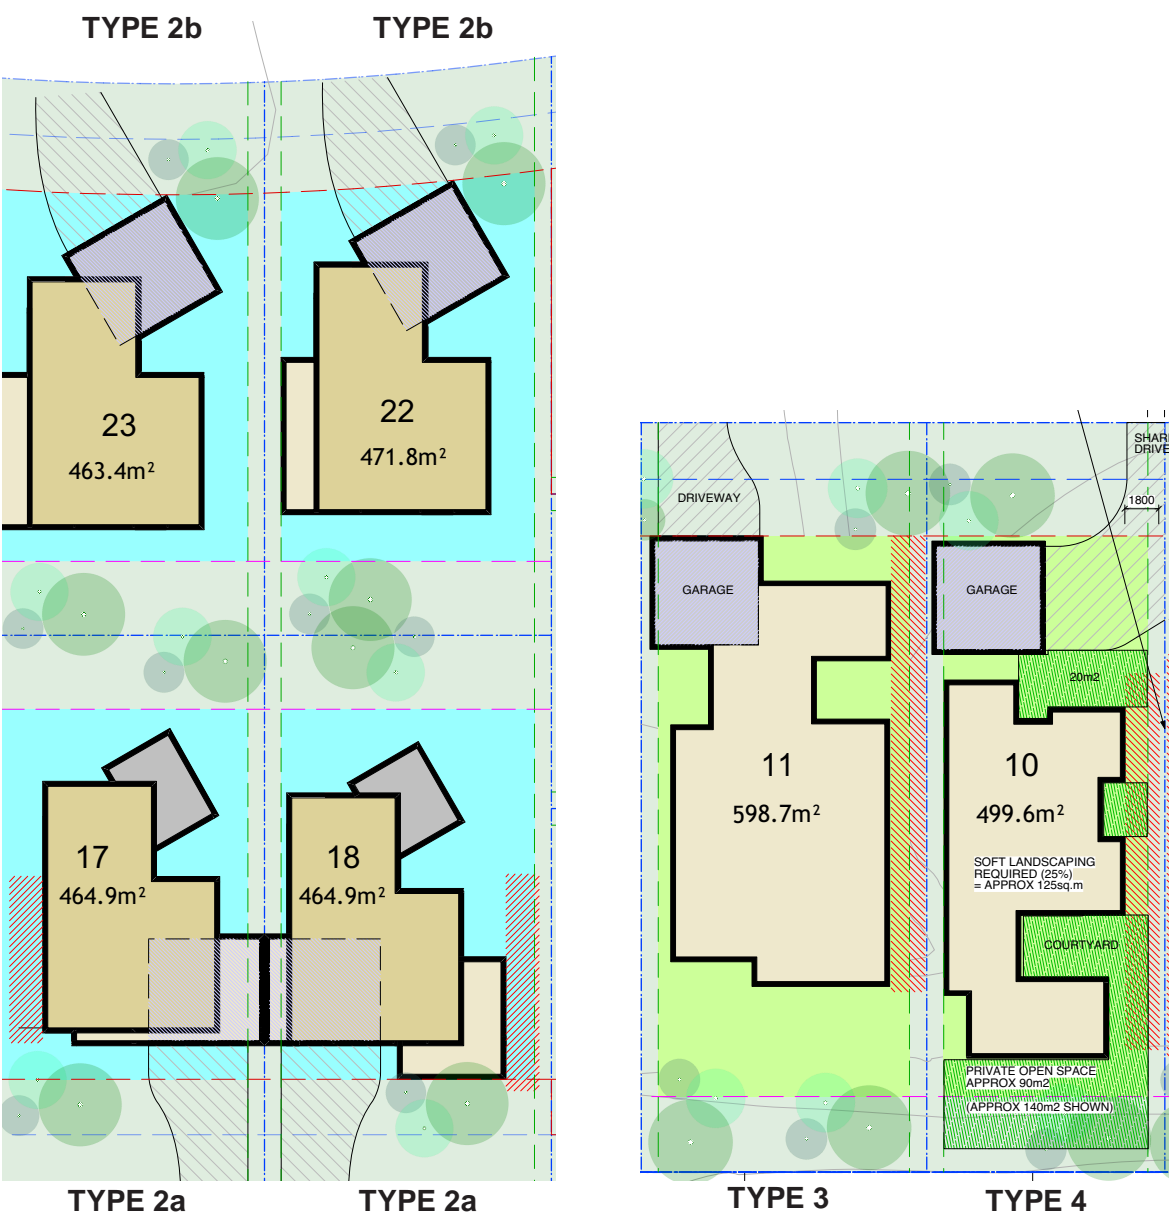 TYPE 2b
TYPE 2b
23
463.4m²
22
471.8m²
17
464.9m²
18
464.9m²
TYPE 2a
TYPE 2a
DRIVEWAY
GARAGE
11
598.7m²
TYPE 3
SHAR
DRIVE
1800
GARAGE
20m2
10
499.6m²
SOFT LANDSCAPING
REQUIRED (25%)
= APPROX 125sq.m
COURTYARD
PRIVATE OPEN SPACE
APPROX 90m2
(APPROX 140m2 SHOWN)
TYPE 4